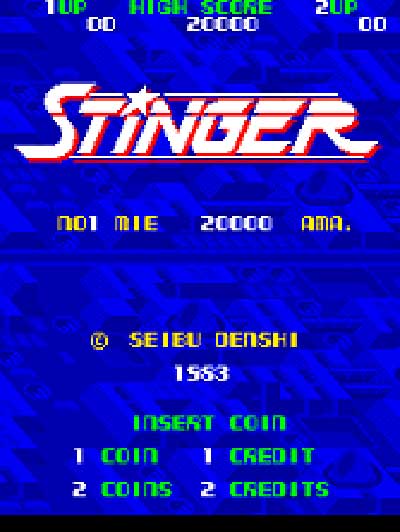 1UP HIGH SCORE 2UP
00 20000 00
STINGER
NO1 MIE 20000 AMA.
© SEIBU DENSHI
1983
INSERT COIN
1 COIN 1 CREDIT
2 COINS 2 CREDITS